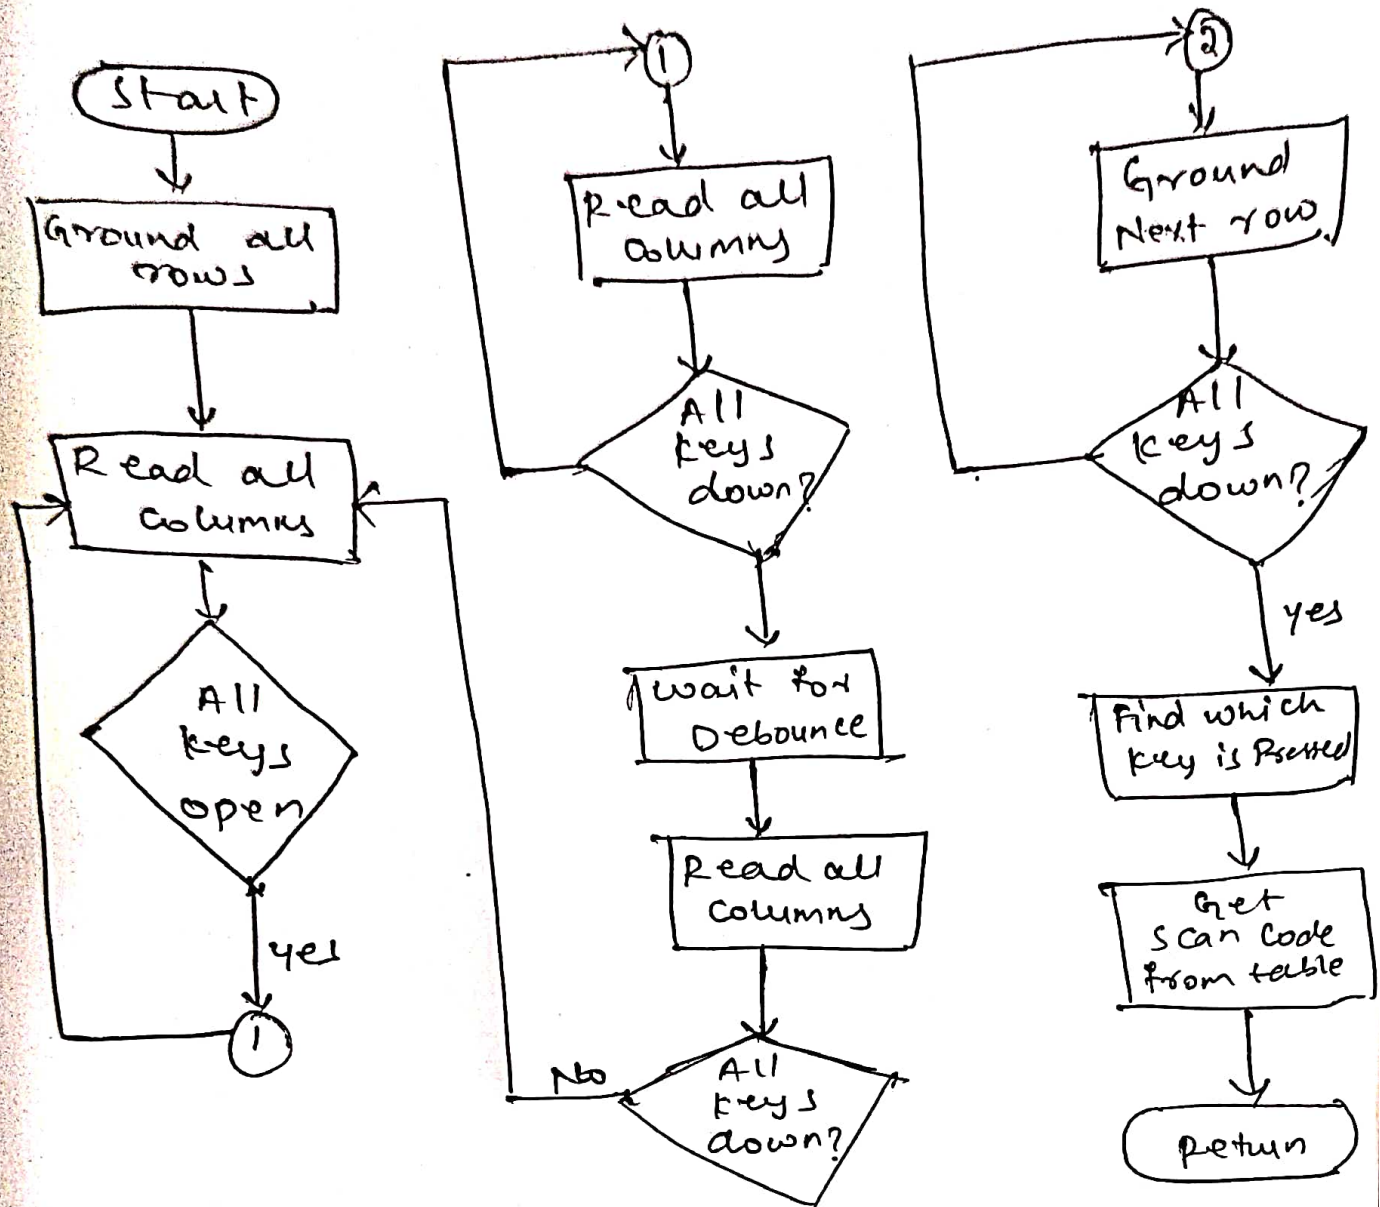 Start
Ground all
rows
Read all
columns
All
keys
open
yes
1
1
Read all
columns
All
keys
down?
wait for
Debounce
Read all
columns
All
keys
down?
No
2
Ground
Next row
All
keys
down?
yes
Find which
key is Pressed
Get
scan code
from table
Return